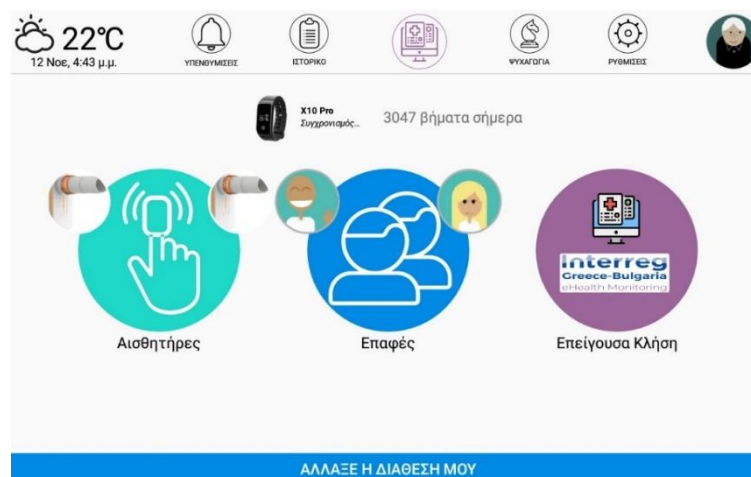 22°C
12 Νοε, 4:43 μ.μ.
ΥΠΕΝΘΥΜΙΣΕΙΣ
ΙΣΤΟΡΙΚΟ
ΨΥΧΑΓΩΓΙΑ
ΡΥΘΜΙΣΕΙΣ
X10 Pro
Συγχρονισμός..
3047 βήματα σήμερα
Interreg
Greece-Bulgaria
eHealth Monitoring
Αισθητήρες
Επαφές
Επείγουσα Κλήση
ΑΛΛΑΞΕ Η ΔΙΑΘΕΣΗ ΜΟΥ